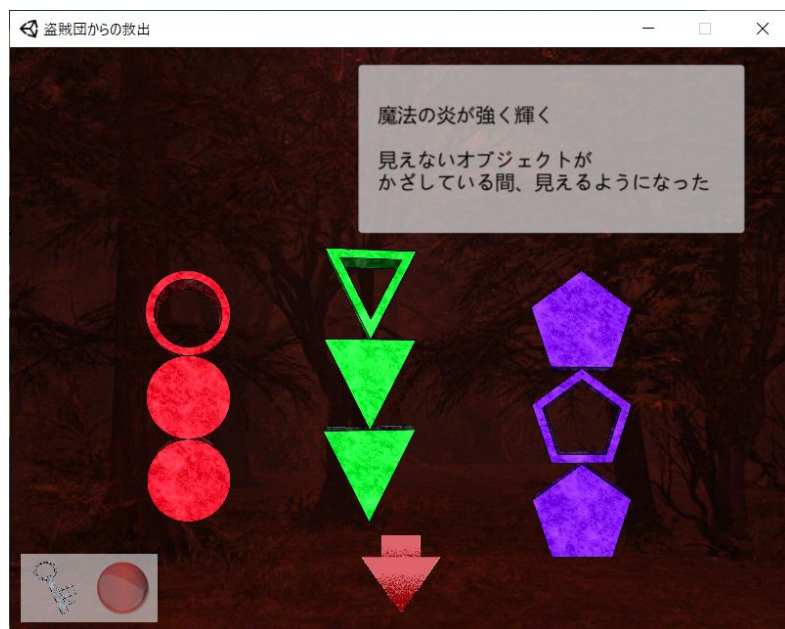 盗賊団からの救出
魔法の炎が強く輝く
見えないオブジェクトが
かざしている間、見えるようになった